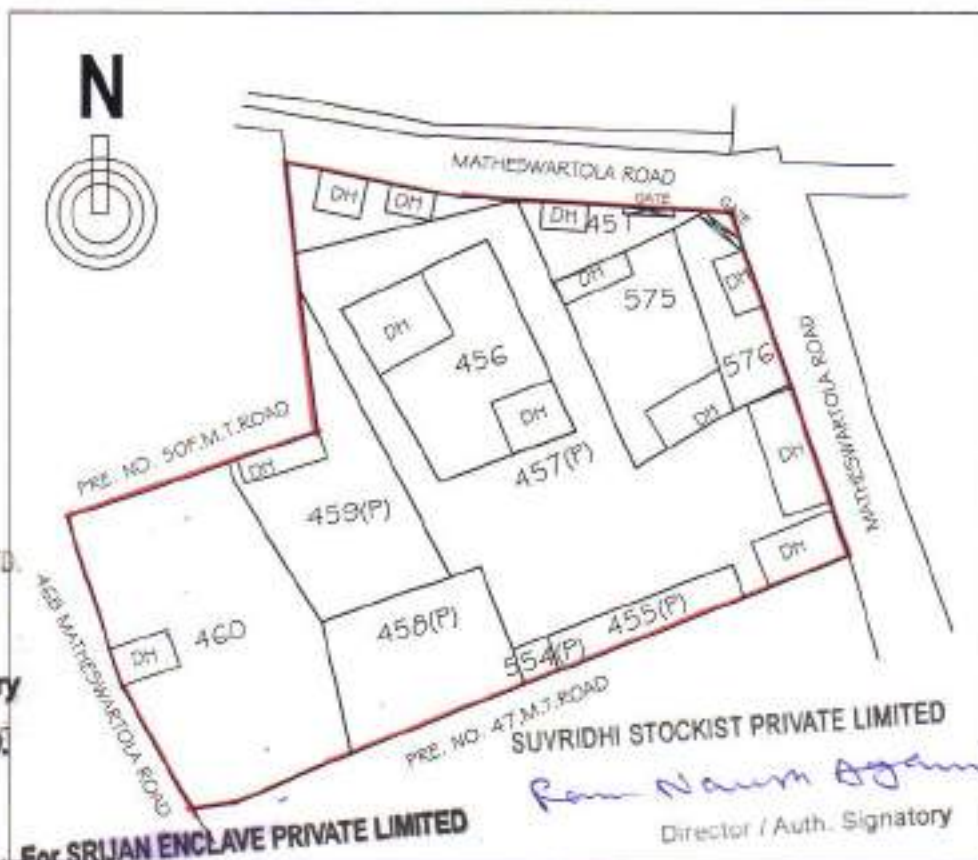 N
MATHESWARTOLA ROAD
GATE
GATE
DH
DH
DH
451
DH
575
DH
DH
456
576
MATHESWARTOLA ROAD
DH
DH
PRE. NO. 50F.M.T.ROAD
457(P)
DH
DH
459(P)
DH
468 MATHESWARTOLA ROAD
460
458(P)
455(P)
554(P)
DH
PRE. NO. 47,M.T.ROAD
SUVRIDHI STOCKIST PRIVATE LIMITED
Director / Auth. Signatory
For SRIJAN ENCLAVE PRIVATE LIMITED